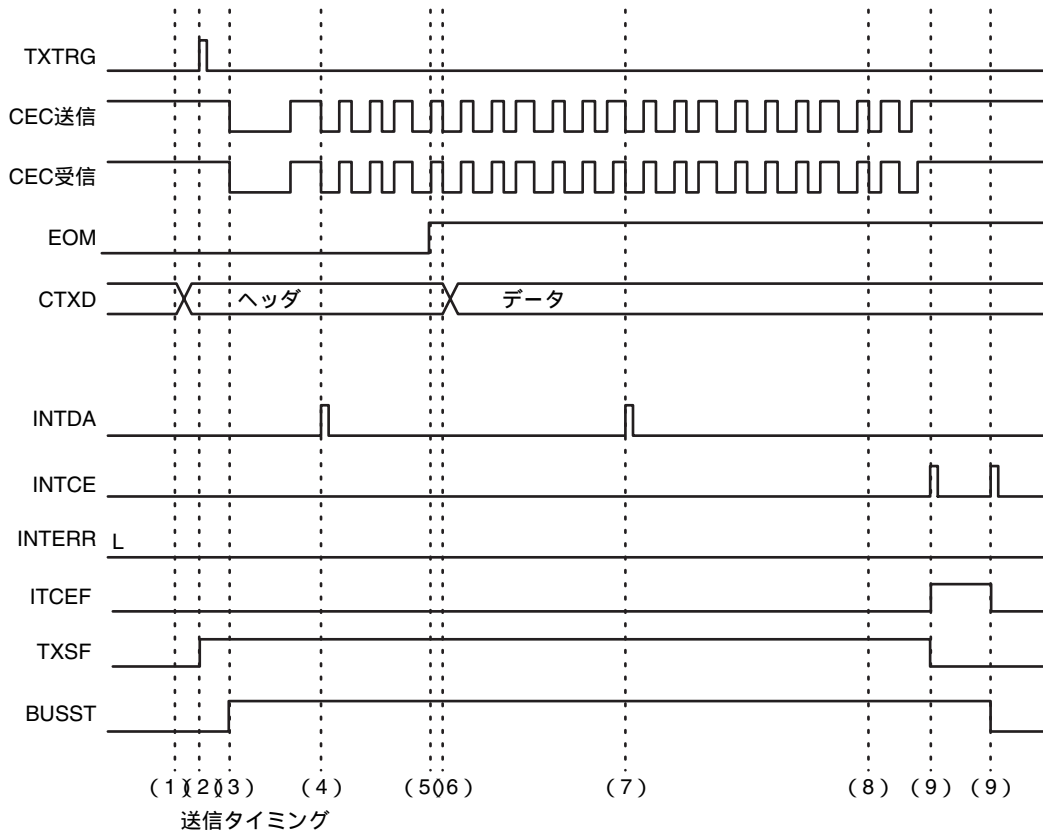 TXTRG
CEC送信
CEC受信
EOM
CTXD ヘッダ データ
INTDA
INTCE
INTERR L
ITCEF
TXSF
BUSST
(1)(2)(3) (4) (5)(6) (7) (8) (9) (9)
送信タイミング